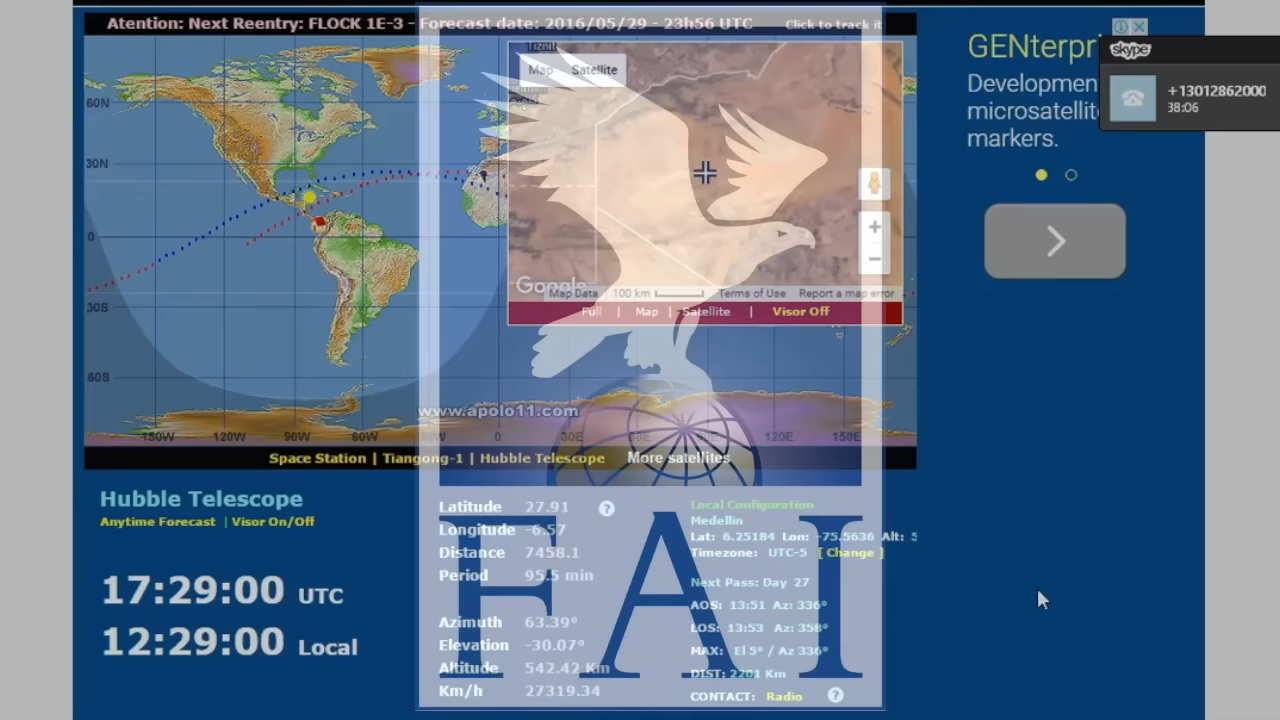 Atention: Next Reentry: FLOCK 1E-3 - Forecast date: 2016/05/29 - 23h56 UTC
Click to track it
Map Satellite
60N
30N
0
30S
60S
Google
Map Data
100 km
Terms of Use
Report a map error
Full | Map | Satellite | Visor Off
www.apolo11.com
150W 120W 90W 60W 0 30E 60E 120E 150E
Space Station | Tiangong-1 | Hubble Telescope More satellites
GENterpri
Developmen
microsatellit
markers.
skype
+13012862000
38:06
Hubble Telescope
Anytime Forecast | Visor On/Off
17:29:00 UTC
12:29:00 Local
Latitude 27.91 ?
Longitude -6.57
Distance 7458.1
Period 95.5 min
Azimuth 63.39°
Elevation -30.07°
Altitude 542.42 Km
Km/h 27319.34
Local Configuration
Medellin
Lat: 6.25184 Lon: -75.5636 Alt:
Timezone: UTC-5 [ Change ]
Next Pass: Day 27
AOS: 13:51 Az: 336°
LOS: 13:53 Az: 358°
MAX: El 5° / Az 336°
DIST: 2201 Km
CONTACT: Radio ?
FAI